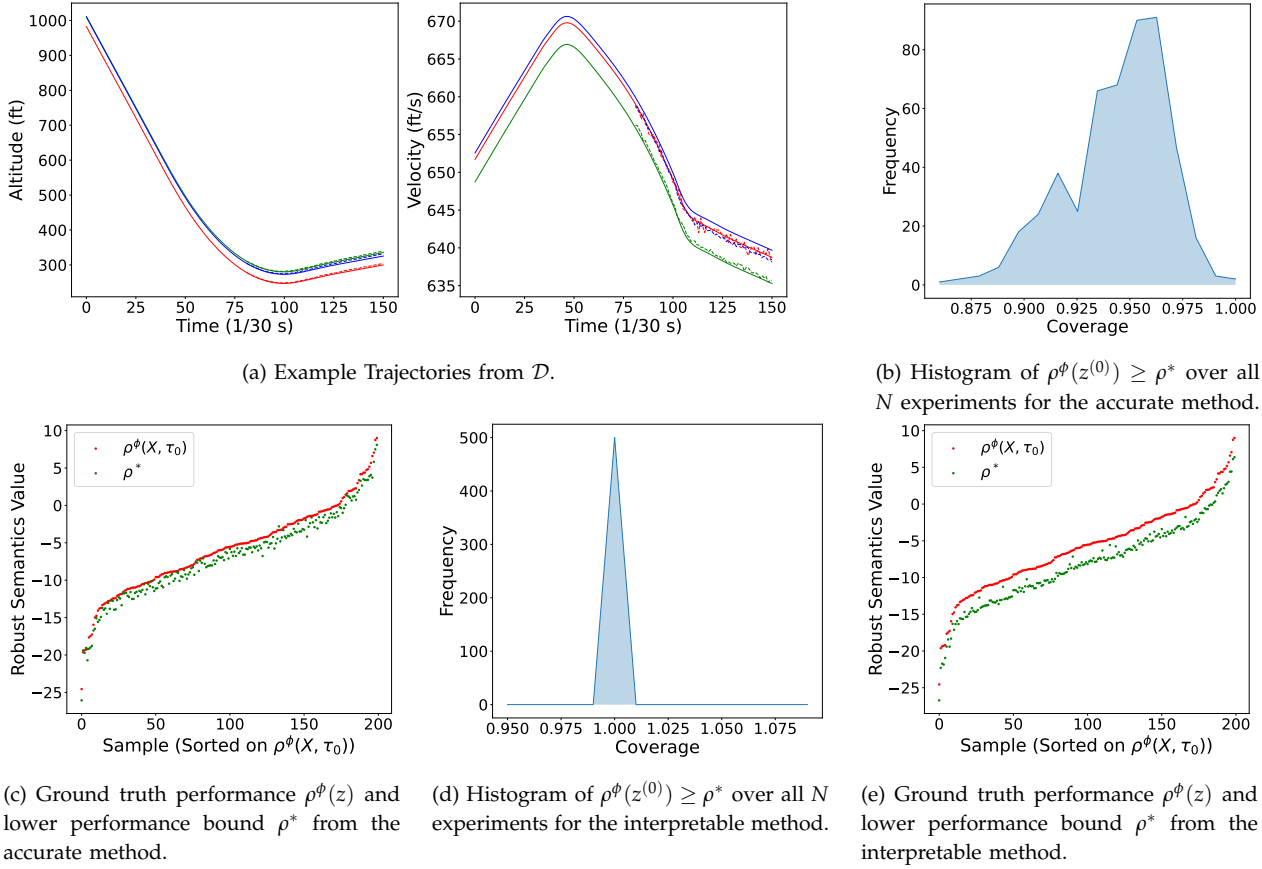 1000
900
800
700
600
500
400
300
Altitude (ft)
0 25 50 75 100 125 150
Time (1/30 s)
670
665
660
655
650
645
640
635
Velocity (ft/s)
0 25 50 75 100 125 150
Time (1/30 s)
(a) Example Trajectories from 𝒟.
80
60
40
20
0
Frequency
0.875 0.900 0.925 0.950 0.975 1.000
Coverage
(b) Histogram of ρ^ϕ(z^(0)) ≥ ρ* over all
N experiments for the accurate method.
10
5
0
−5
−10
−15
−20
−25
Robust Semantics Value
ρ^ϕ(X, τ₀)
ρ*
0 50 100 150 200
Sample (Sorted on ρ^ϕ(X, τ₀))
(c) Ground truth performance ρ^ϕ(z) and
lower performance bound ρ* from the
accurate method.
500
400
300
200
100
0
Frequency
0.950 0.975 1.000 1.025 1.050 1.075
Coverage
(d) Histogram of ρ^ϕ(z^(0)) ≥ ρ* over all N
experiments for the interpretable method.
10
5
0
−5
−10
−15
−20
−25
Robust Semantics Value
ρ^ϕ(X, τ₀)
ρ*
0 50 100 150 200
Sample (Sorted on ρ^ϕ(X, τ₀))
(e) Ground truth performance ρ^ϕ(z) and
lower performance bound ρ* from the
interpretable method.